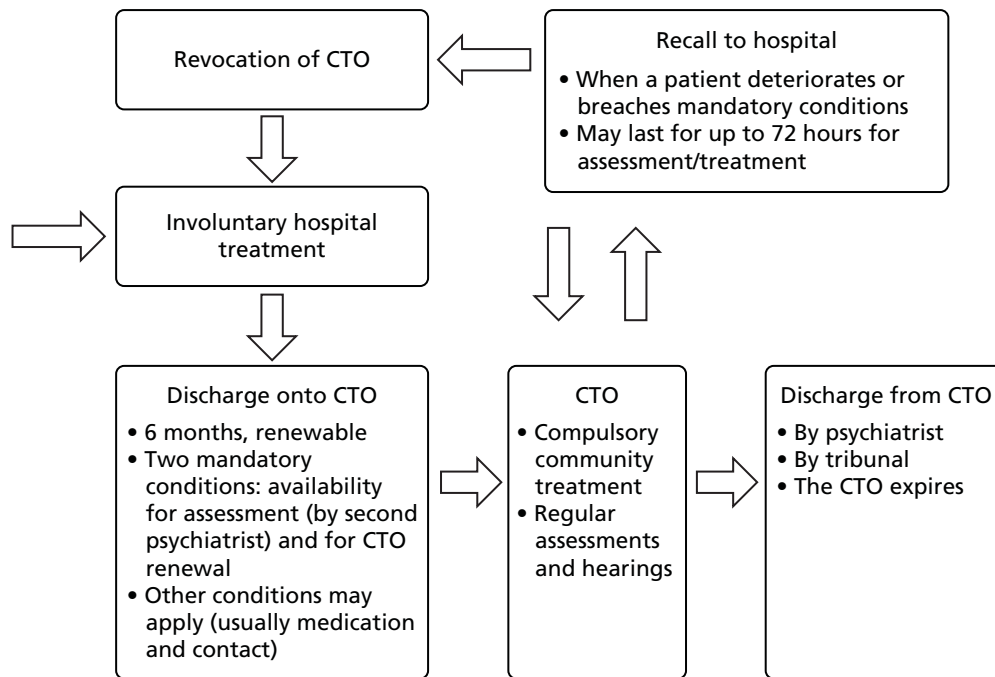 Revocation of CTO
Recall to hospital
• When a patient deteriorates or
breaches mandatory conditions
• May last for up to 72 hours for
assessment/treatment
Involuntary hospital
treatment
Discharge onto CTO
• 6 months, renewable
• Two mandatory
conditions: availability
for assessment (by second
psychiatrist) and for CTO
renewal
• Other conditions may
apply (usually medication
and contact)
CTO
• Compulsory
community
treatment
• Regular
assessments
and hearings
Discharge from CTO
• By psychiatrist
• By tribunal
• The CTO expires